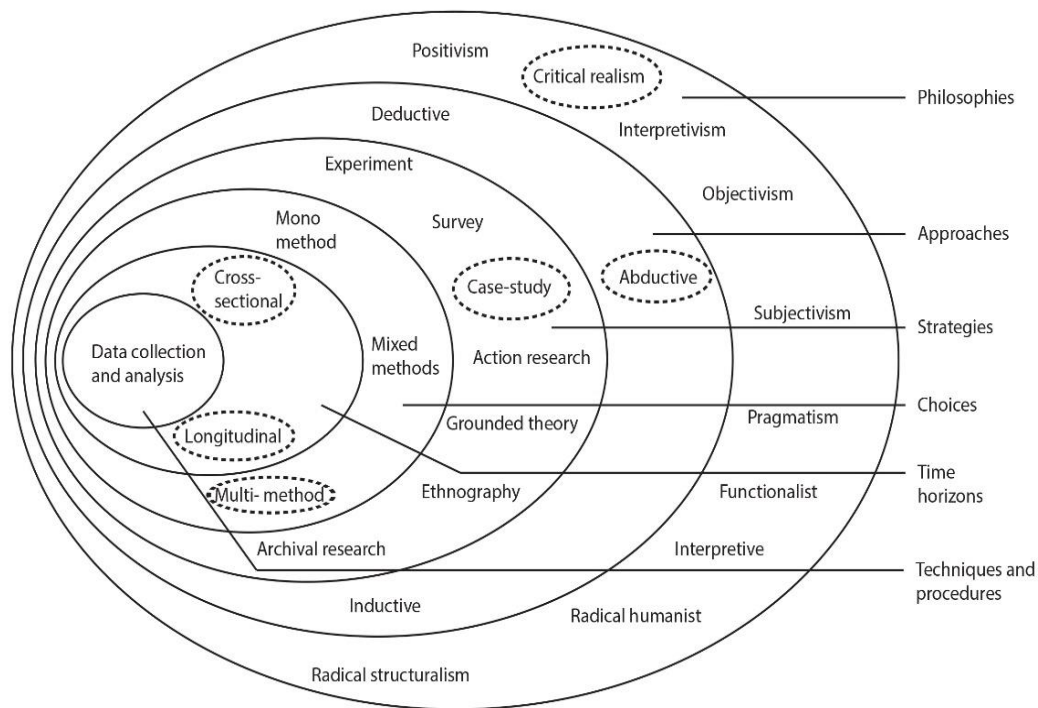 Positivism
Critical realism
Philosophies
Deductive
Interpretivism
Experiment
Objectivism
Mono
method
Survey
Approaches
Cross-
sectional
Case-study
Abductive
Subjectivism
Strategies
Data collection
and analysis
Mixed
methods
Action research
Choices
Longitudinal
Grounded theory
Pragmatism
Time
horizons
Multi- method
Ethnography
Functionalist
Archival research
Interpretive
Techniques and
procedures
Inductive
Radical humanist
Radical structuralism